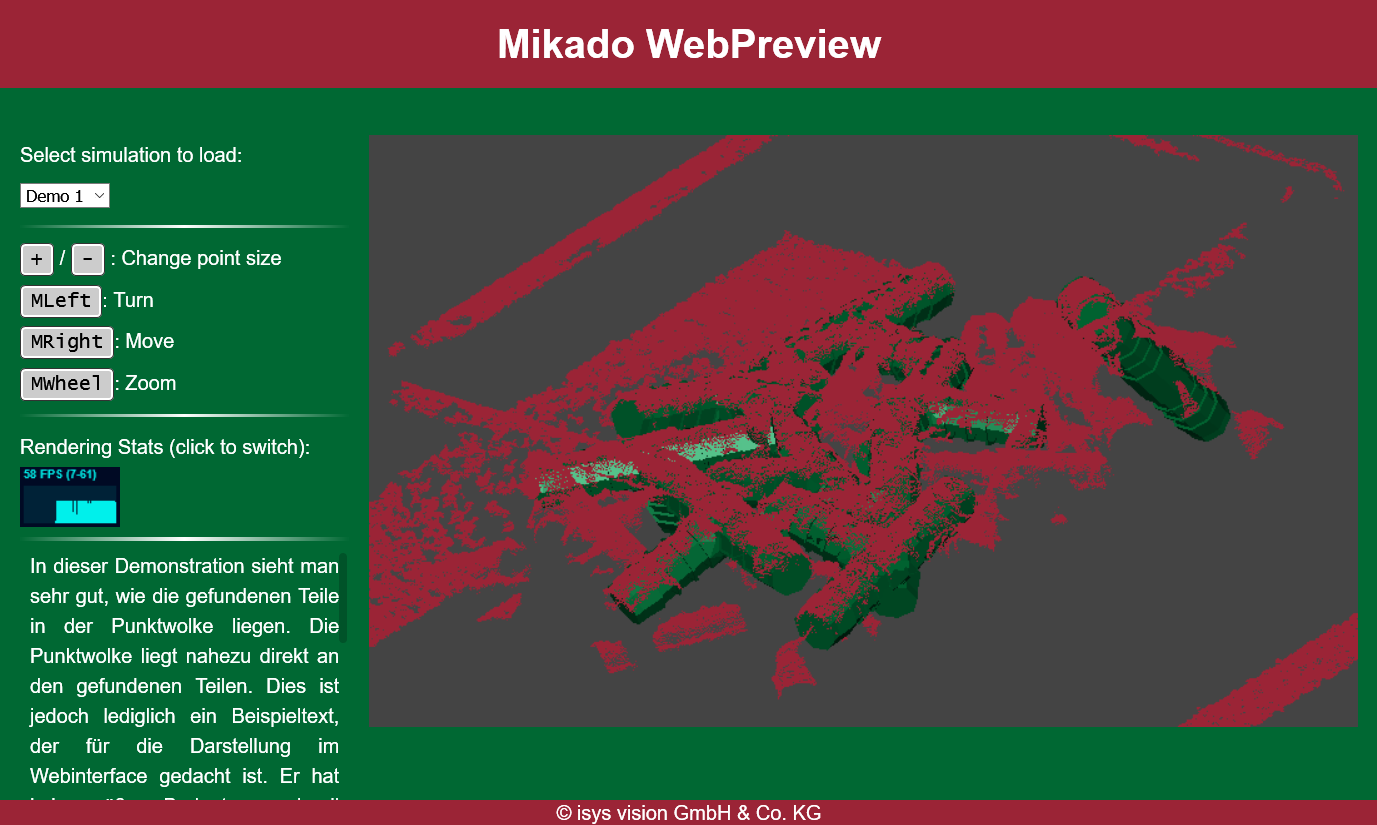 Mikado WebPreview
Select simulation to load:
Demo 1
+ / - : Change point size
MLeft: Turn
MRight: Move
MWheel: Zoom
Rendering Stats (click to switch):
58 FPS (7-61)
In dieser Demonstration sieht man
sehr gut, wie die gefundenen Teile
in der Punktwolke liegen. Die
Punktwolke liegt nahezu direkt an
den gefundenen Teilen. Dies ist
jedoch lediglich ein Beispieltext,
der für die Darstellung im
Webinterface gedacht ist. Er hat
© isys vision GmbH & Co. KG